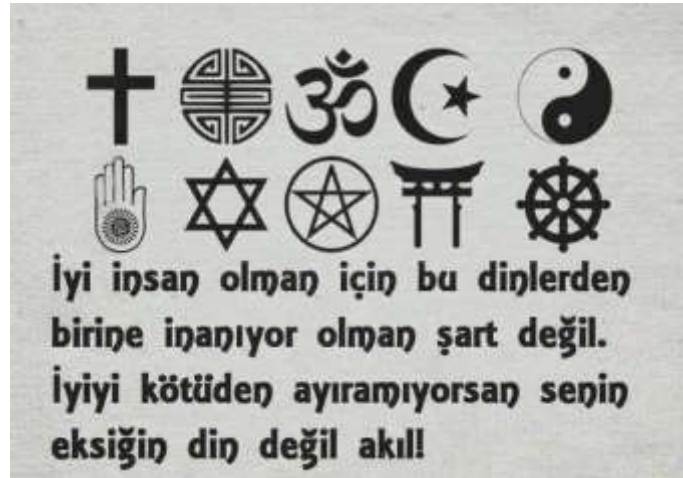 İyi insan olman için bu dinlerden
birine inanıyor olman şart değil.
İyiyi kötüden ayıramıyorsan senin
eksiğin din değil akıl!